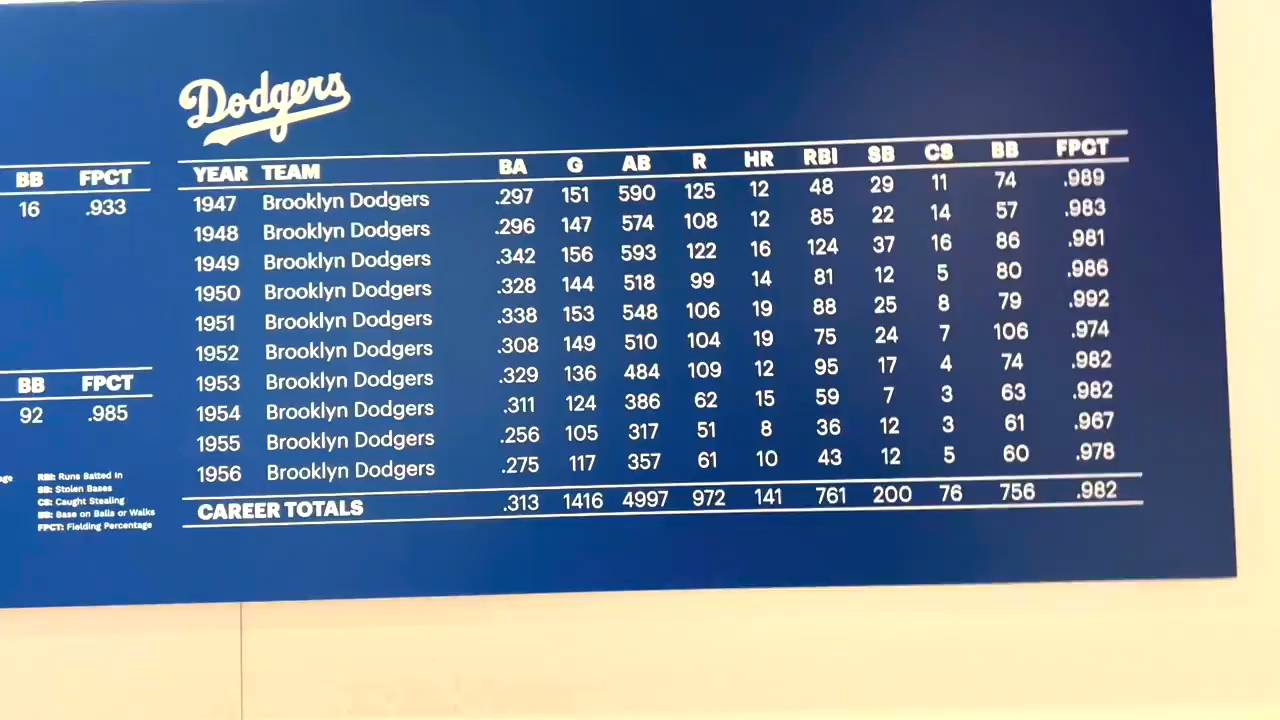 Dodgers
BB FPCT
16 .933
BB FPCT
92 .985
RBI: Runs Batted In
SB: Stolen Bases
CS: Caught Stealing
BB: Base on Balls or Walks
FPCT: Fielding Percentage
YEAR TEAM BA G AB R HR RBI SB CS BB FPCT
1947 Brooklyn Dodgers .297 151 590 125 12 48 29 11 74 .989
1948 Brooklyn Dodgers .296 147 574 108 12 85 22 14 57 .983
1949 Brooklyn Dodgers .342 156 593 122 16 124 37 16 86 .981
1950 Brooklyn Dodgers .328 144 518 99 14 81 12 5 80 .986
1951 Brooklyn Dodgers .338 153 548 106 19 88 25 8 79 .992
1952 Brooklyn Dodgers .308 149 510 104 19 75 24 7 106 .974
1953 Brooklyn Dodgers .329 136 484 109 12 95 17 4 74 .982
1954 Brooklyn Dodgers .311 124 386 62 15 59 7 3 63 .982
1955 Brooklyn Dodgers .256 105 317 51 8 36 12 3 61 .967
1956 Brooklyn Dodgers .275 117 357 61 10 43 12 5 60 .978
CAREER TOTALS .313 1416 4997 972 141 761 200 76 756 .982